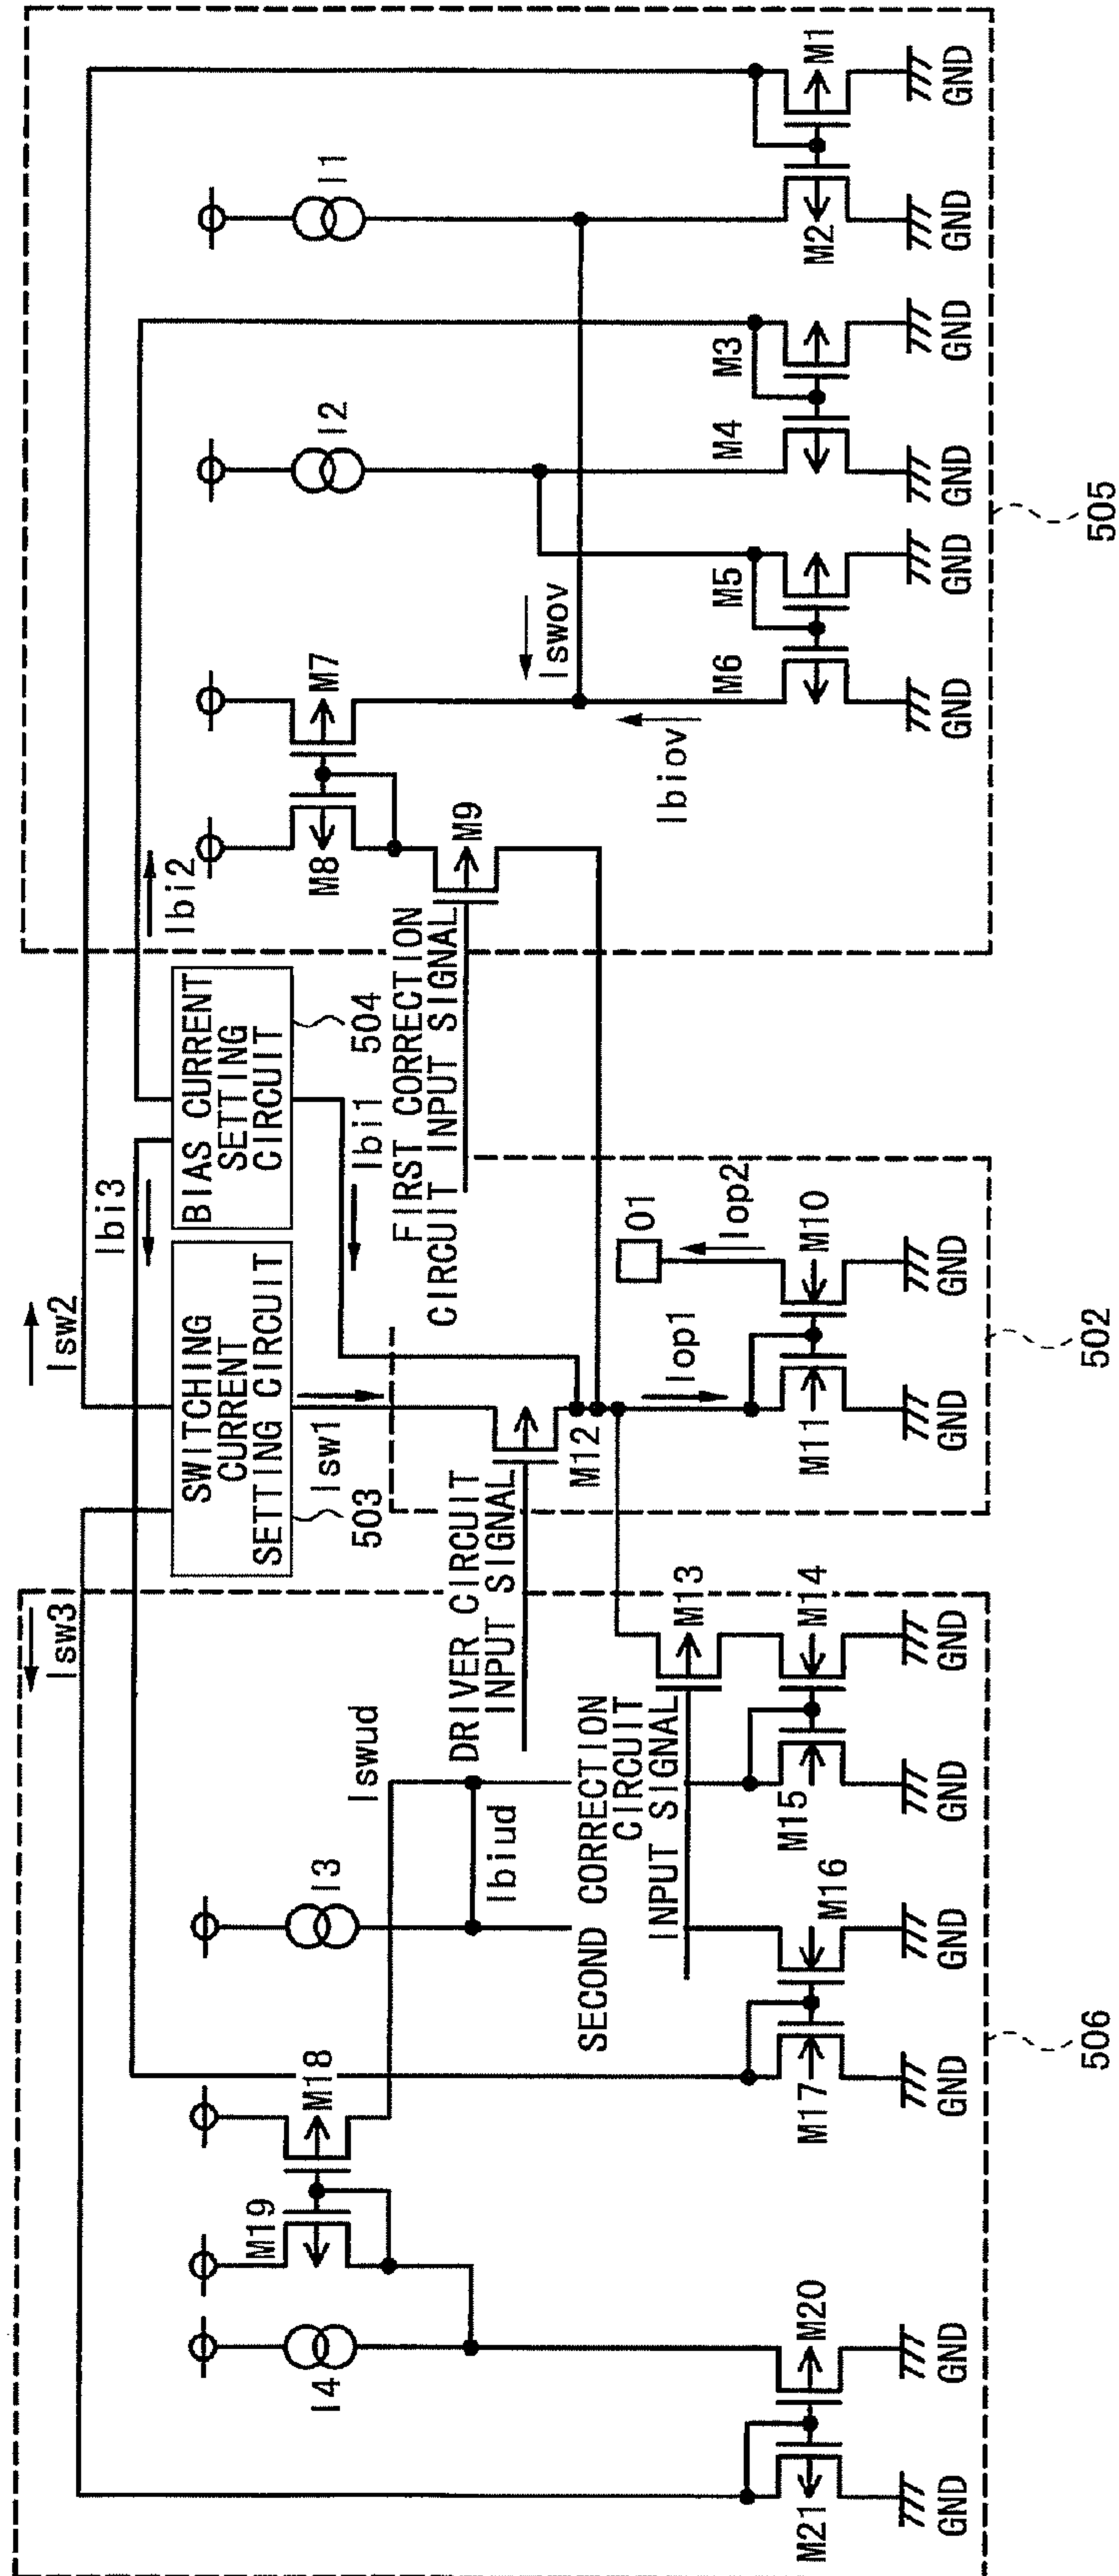 Isw3
Isw2
Ibi3
Ibi2
SWITCHING
CURRENT
SETTING CIRCUIT
BIAS CURRENT
SETTING
CIRCUIT
503
504
Isw1
Ibi1
I4
M19
M18
I3
Iswud
Ibiud
DRIVER CIRCUIT
INPUT SIGNAL
M12
FIRST CORRECTION
CIRCUIT INPUT SIGNAL
M8
M7
M9
I2
I1
Iswov
Ibiov
SECOND CORRECTION
CIRCUIT
INPUT SIGNAL
M13
Iop1
O1
Iop2
M21
M20
M17
M16
M15
M14
M11
M10
M6
M5
M4
M3
M2
M1
GND
GND
GND
GND
GND
GND
GND
GND
GND
GND
GND
GND
GND
GND
506
502
505